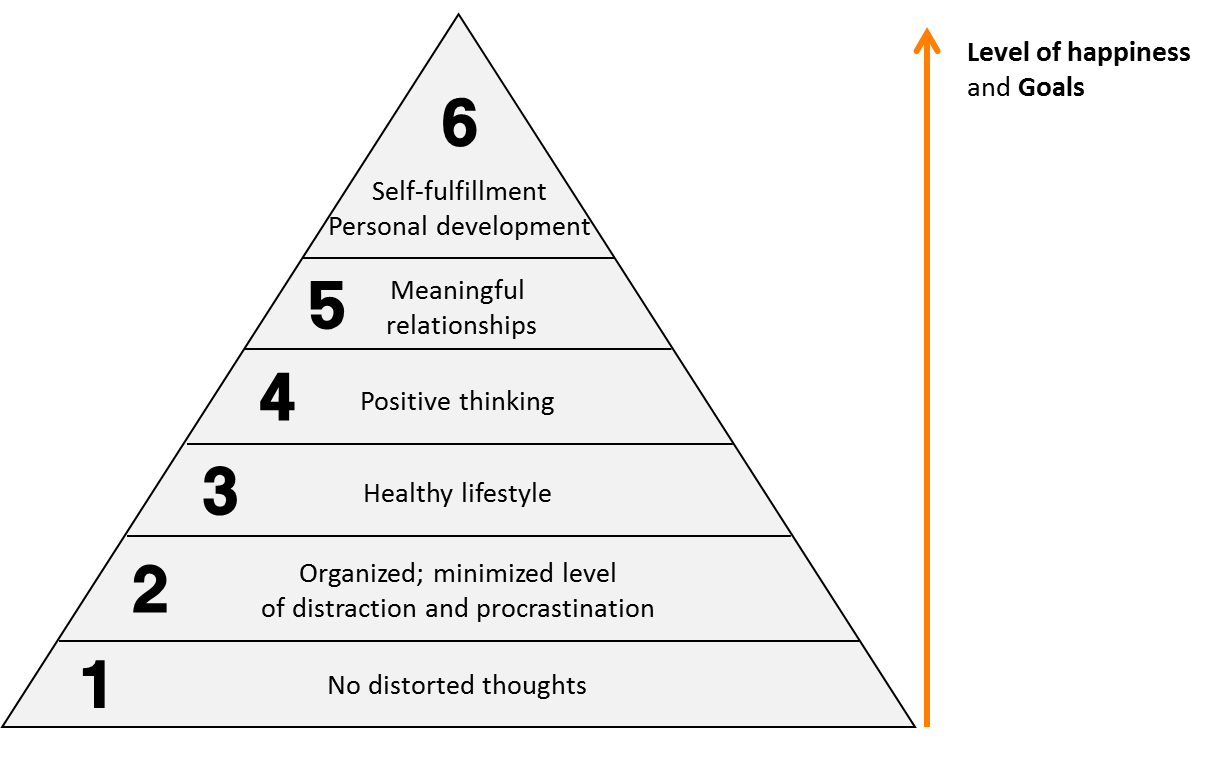 Level of happiness
and Goals
6
Self-fulfillment
Personal development
5
Meaningful
relationships
4
Positive thinking
3
Healthy lifestyle
2
Organized; minimized level
of distraction and procrastination
1
No distorted thoughts